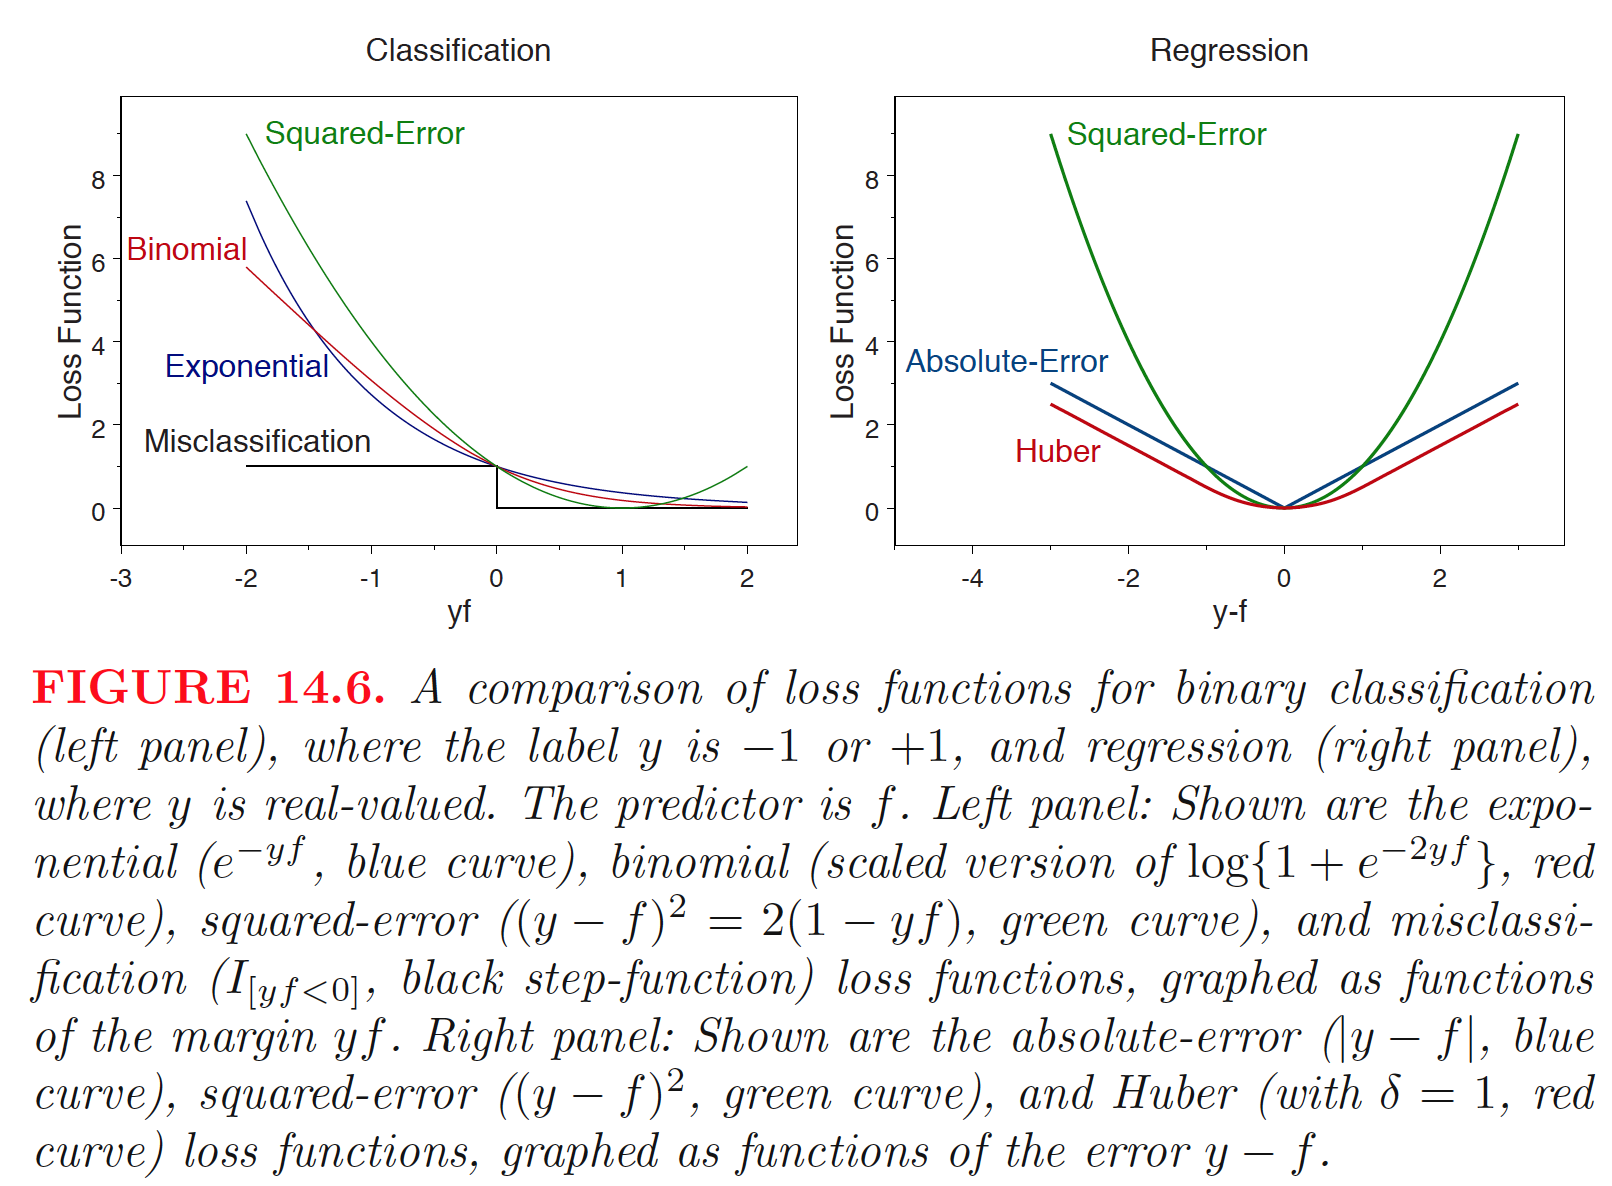 Classification
Squared-Error
Binomial
Exponential
Misclassification
Loss Function
8
6
4
2
0
-3 -2 -1 0 1 2
yf
Regression
Squared-Error
Absolute-Error
Huber
Loss Function
8
6
4
2
0
-4 -2 0 2
y-f
FIGURE 14.6. A comparison of loss functions for binary classification
(left panel), where the label y is −1 or +1, and regression (right panel),
where y is real-valued. The predictor is f. Left panel: Shown are the expo-
nential (e^{−yf}, blue curve), binomial (scaled version of log{1 + e^{−2yf}}, red
curve), squared-error ((y − f)² = 2(1 − yf), green curve), and misclassi-
fication (I_{[yf<0]}, black step-function) loss functions, graphed as functions
of the margin yf. Right panel: Shown are the absolute-error (|y − f|, blue
curve), squared-error ((y − f)², green curve), and Huber (with δ = 1, red
curve) loss functions, graphed as functions of the error y − f.